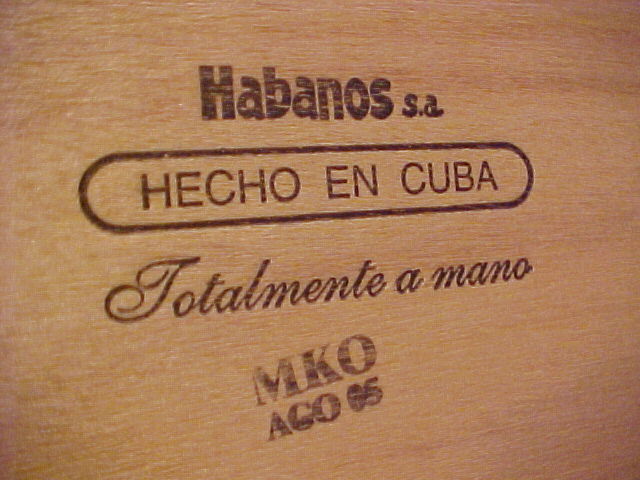 Habanos s.a
HECHO EN CUBA
Totalmente a mano
MKO
AGO 05